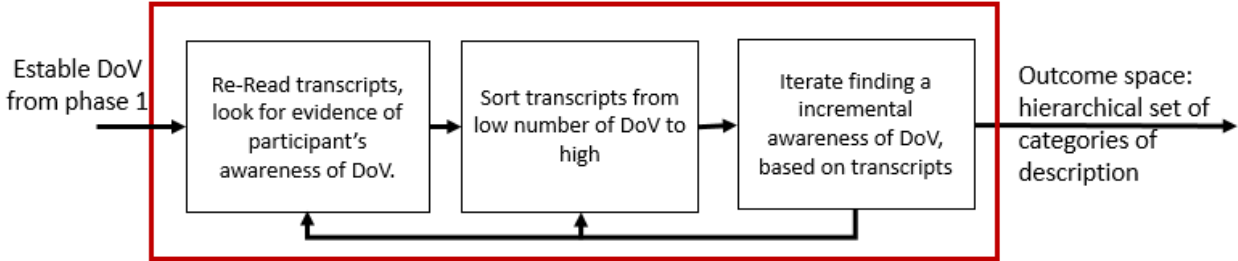 Estable DoV
from phase 1
Re-Read transcripts,
look for evidence of
participant's
awareness of DoV.
Sort transcripts from
low number of DoV to
high
Iterate finding a
incremental
awareness of DoV,
based on transcripts
Outcome space:
hierarchical set of
categories of
description